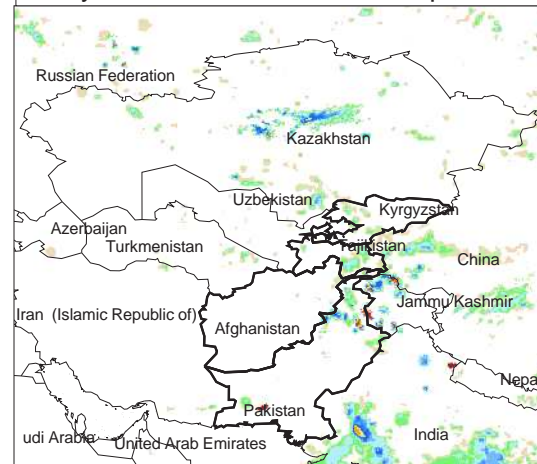 Russian Federation
Kazakhstan
Uzbekistan
Kyrgyzstan
Azerbaijan
Turkmenistan
Tajikistan
China
Iran (Islamic Republic of)
Jammu/Kashmir
Afghanistan
Nepa
Pakistan
udi Arabia
United Arab Emirates
India